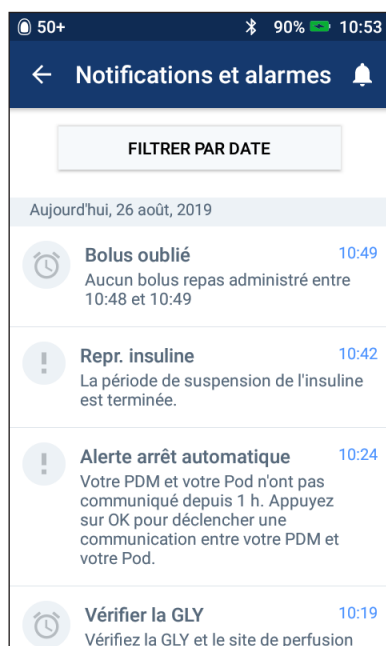 50+ 90% 10:53
Notifications et alarmes
FILTRER PAR DATE
Aujourd'hui, 26 août, 2019
Bolus oublié 10:49
Aucun bolus repas administré entre
10:48 et 10:49
Repr. insuline 10:42
La période de suspension de l'insuline
est terminée.
Alerte arrêt automatique 10:24
Votre PDM et votre Pod n'ont pas
communiqué depuis 1 h. Appuyez
sur OK pour déclencher une
communication entre votre PDM et
votre Pod.
Vérifier la GLY 10:19
Vérifiez la GLY et le site de perfusion